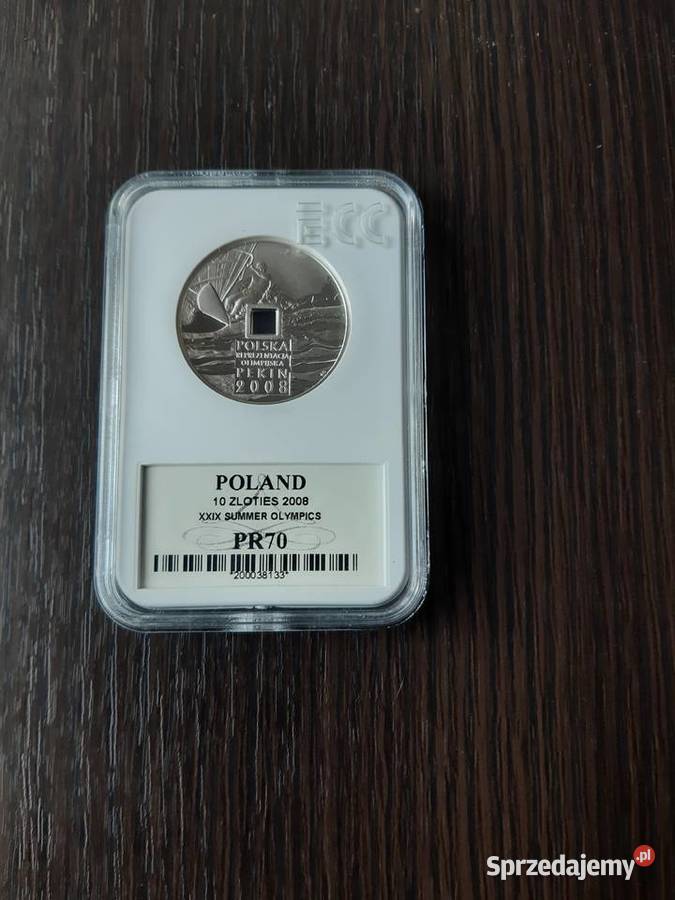 ECC
POLSKA
REPREZENTACJA
OLIMPIJSKA
PEKIN
2008
POLAND
10 ZLOTIES 2008
XXIX SUMMER OLYMPICS
PR70
*200038133*
Sprzedajemy.pl